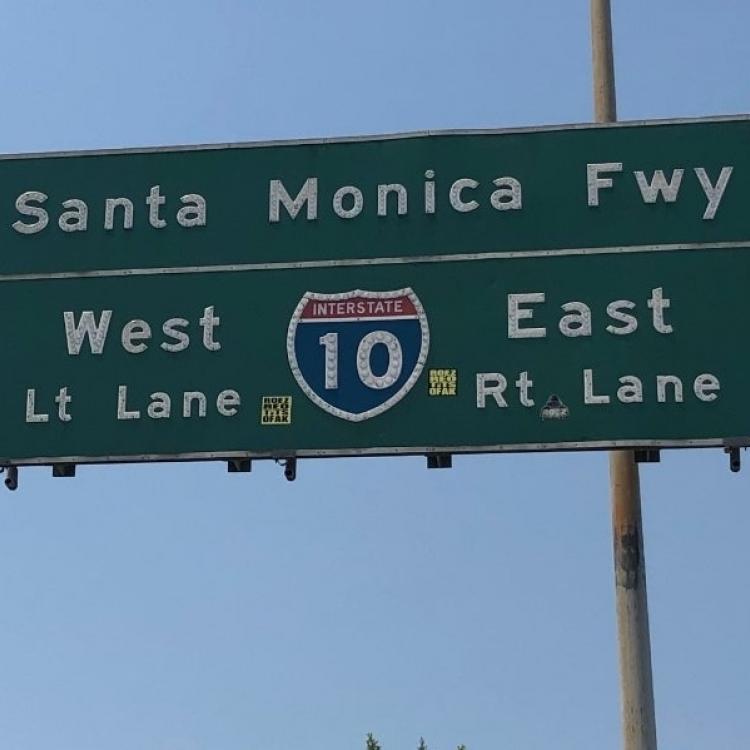 Santa Monica Fwy
INTERSTATE
West 10 East
Lt Lane Rt Lane